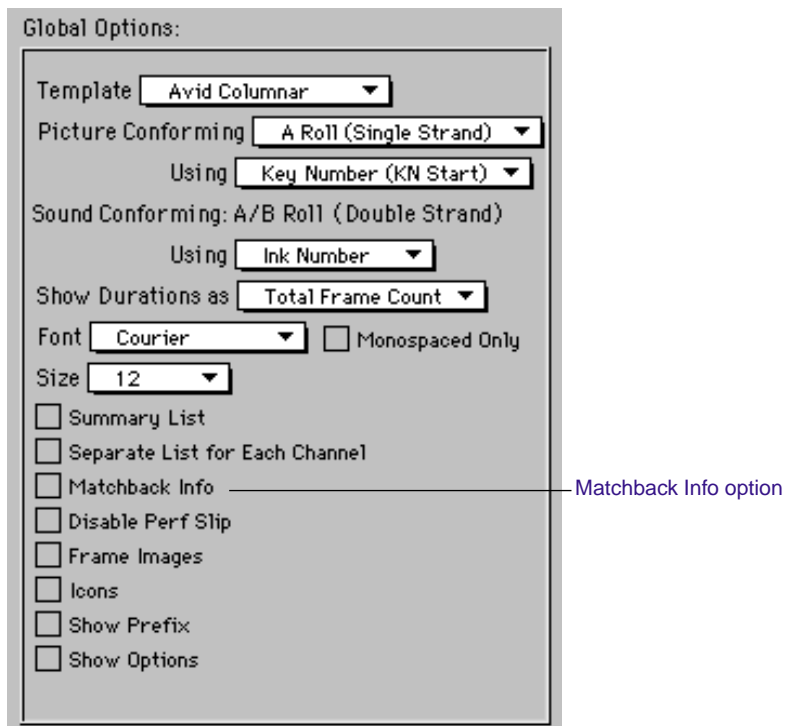 Global Options:
Template Avid Columnar
Picture Conforming A Roll (Single Strand)
Using Key Number (KN Start)
Sound Conforming: A/B Roll (Double Strand)
Using Ink Number
Show Durations as Total Frame Count
Font Courier Monospaced Only
Size 12
Summary List
Separate List for Each Channel
Matchback Info Matchback Info option
Disable Perf Slip
Frame Images
Icons
Show Prefix
Show Options